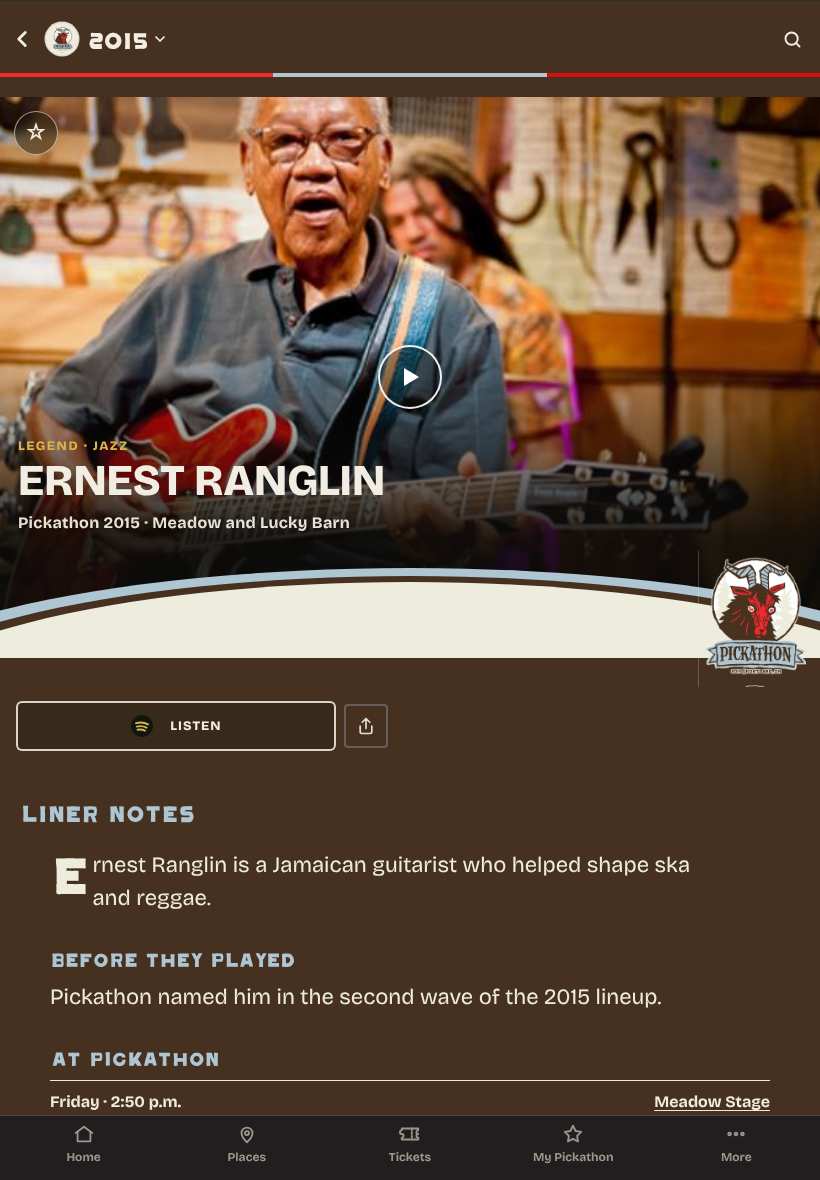 2015
LEGEND · JAZZ
ERNEST RANGLIN
Pickathon 2015 · Meadow and Lucky Barn
PICKATHON
LISTEN
LINER NOTES
Ernest Ranglin is a Jamaican guitarist who helped shape ska
and reggae.
BEFORE THEY PLAYED
Pickathon named him in the second wave of the 2015 lineup.
AT PICKATHON
Friday · 2:50 p.m. Meadow Stage
Home Places Tickets My Pickathon More